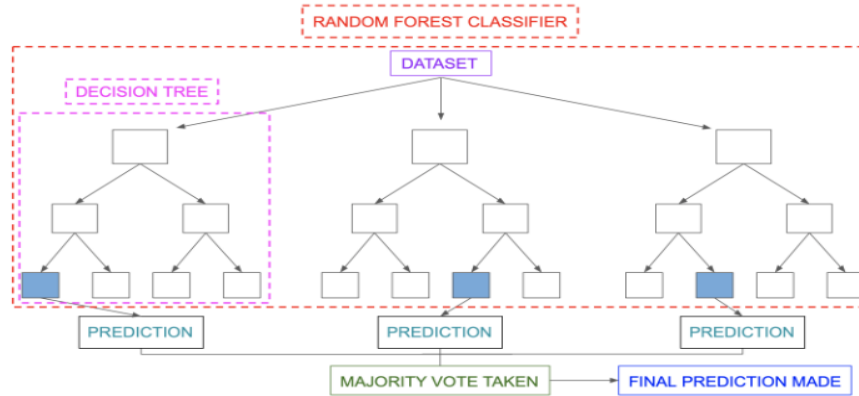 RANDOM FOREST CLASSIFIER
DATASET
DECISION TREE
PREDICTION
PREDICTION
PREDICTION
MAJORITY VOTE TAKEN
FINAL PREDICTION MADE